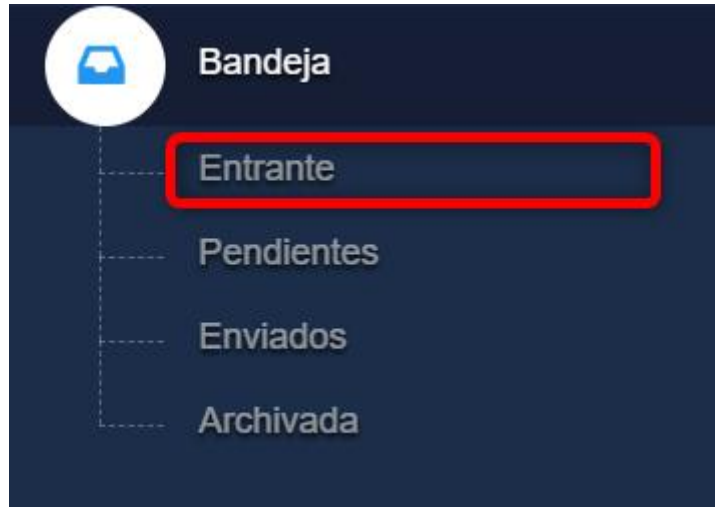 Bandeja
Entrante
Pendientes
Enviados
Archivada